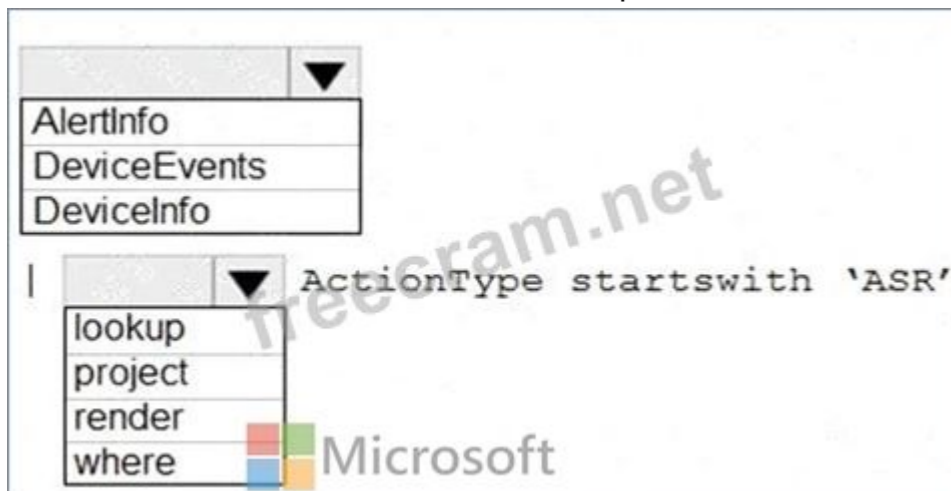 AlertInfo
DeviceEvents
DeviceInfo
freecram.net
| ActionType startswith ‘ASR’
lookup
project
render
where
Microsoft